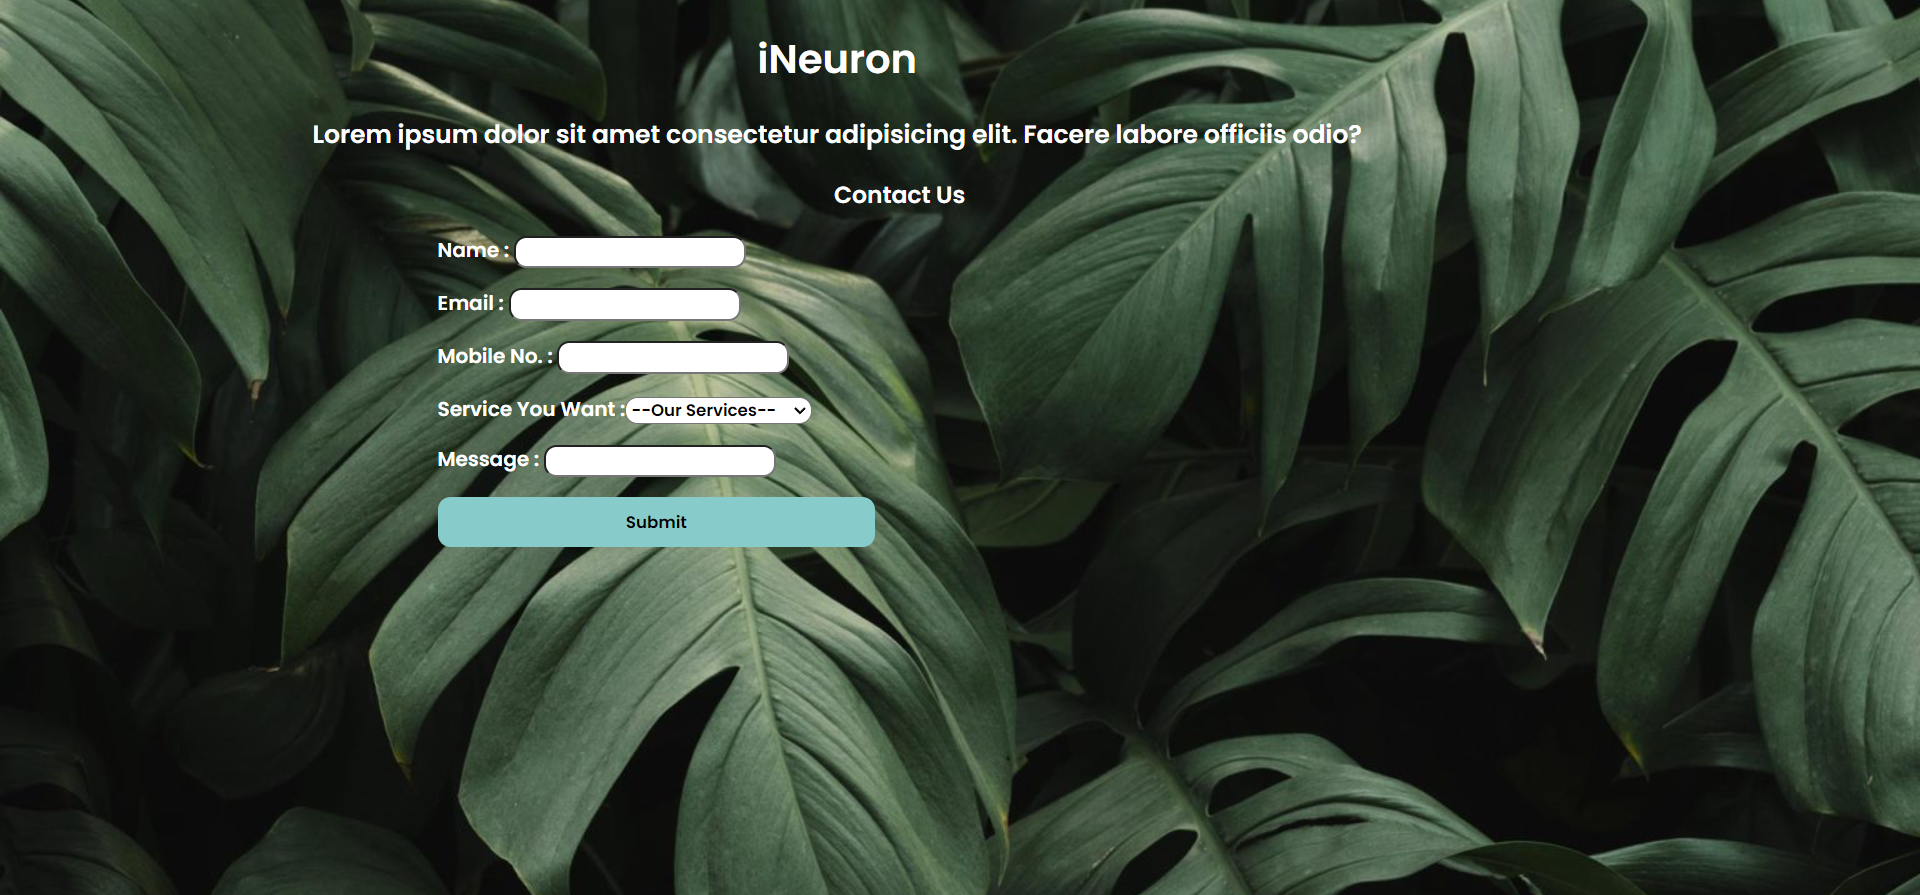 iNeuron
Lorem ipsum dolor sit amet consectetur adipisicing elit. Facere labore officiis odio?
Contact Us
Name :
Email :
Mobile No. :
Service You Want : --Our Services--
Message :
Submit